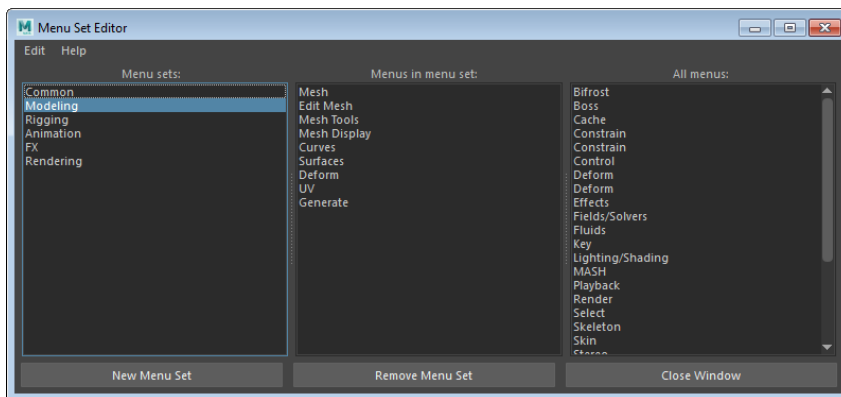 Menu Set Editor
Edit Help
Menu sets:
Common
Modeling
Rigging
Animation
FX
Rendering
Menus in menu set:
Mesh
Edit Mesh
Mesh Tools
Mesh Display
Curves
Surfaces
Deform
UV
Generate
All menus:
Bifrost
Boss
Cache
Constrain
Constrain
Control
Deform
Deform
Effects
Fields/Solvers
Fluids
Key
Lighting/Shading
MASH
Playback
Render
Select
Skeleton
Skin
Stereo
New Menu Set
Remove Menu Set
Close Window